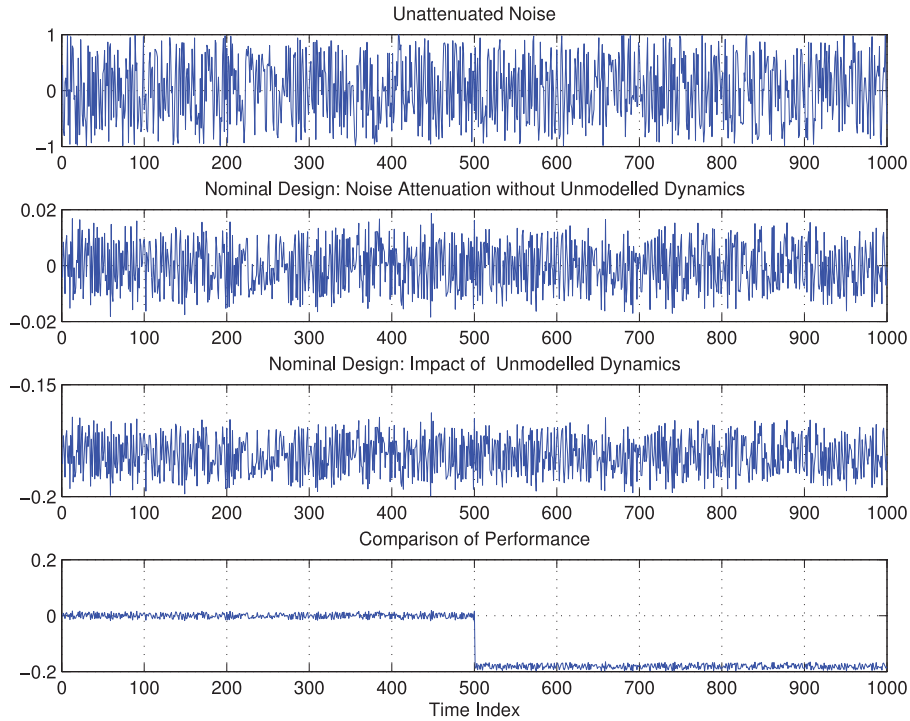 Unattenuated Noise
1
0
−1
0 100 200 300 400 500 600 700 800 900 1000
Nominal Design: Noise Attenuation without Unmodelled Dynamics
0.02
0
−0.02
0 100 200 300 400 500 600 700 800 900 1000
Nominal Design: Impact of Unmodelled Dynamics
−0.15
−0.2
0 100 200 300 400 500 600 700 800 900 1000
Comparison of Performance
0.2
0
−0.2
0 100 200 300 400 500 600 700 800 900 1000
Time Index